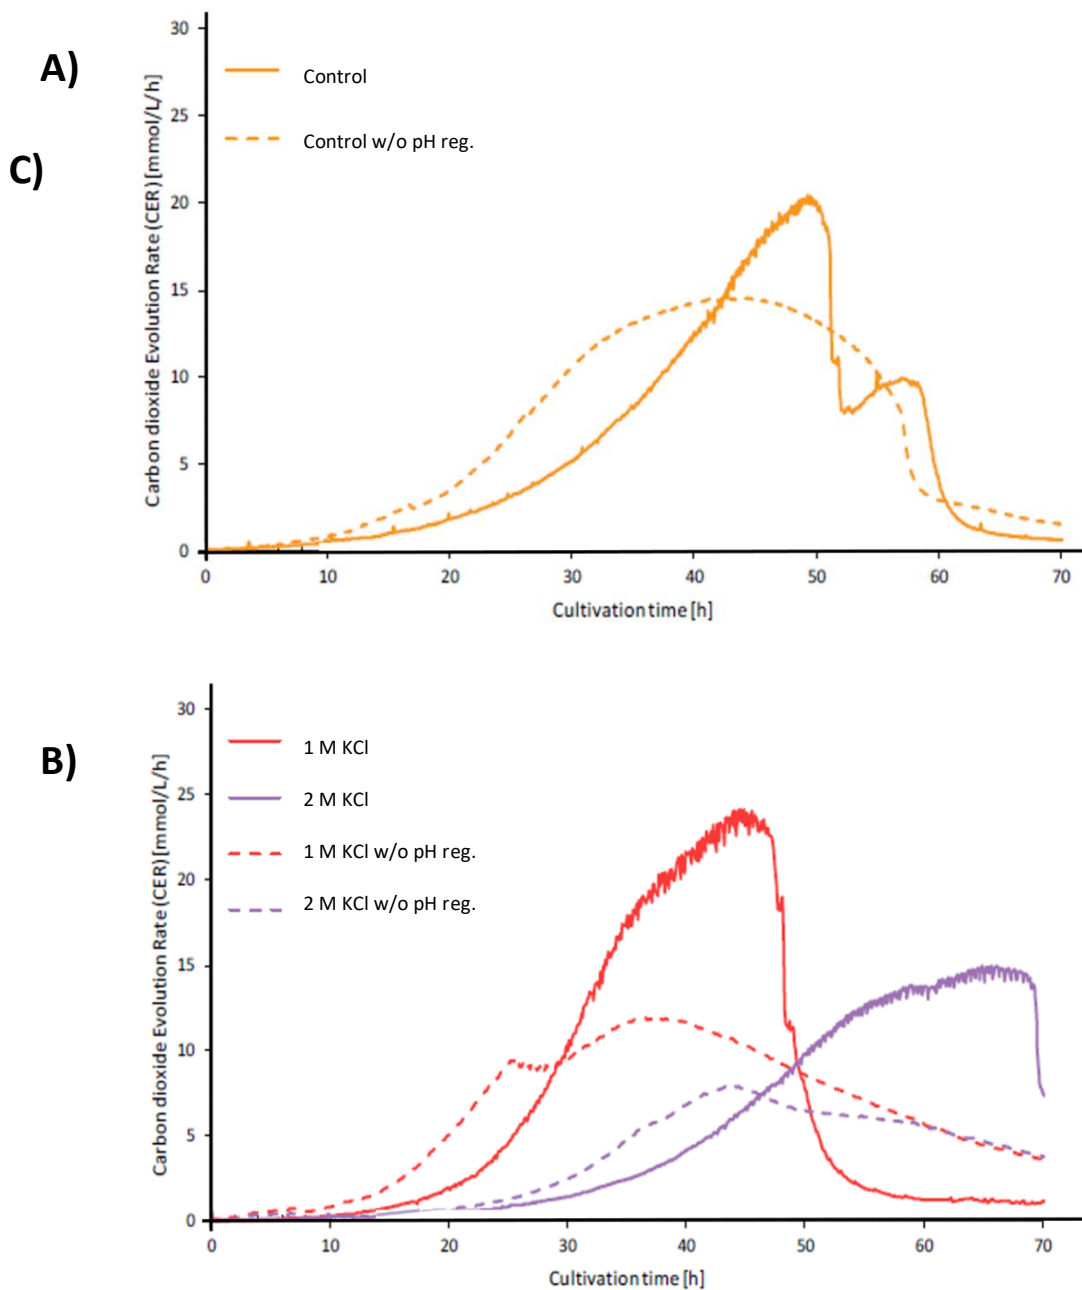 A)
C)
Carbon dioxide Evolution Rate (CER) [mmol/L/h]
30
25
20
15
10
5
0
Control
Control w/o pH reg.
0 10 20 30 40 50 60 70
Cultivation time [h]
B)
Carbon dioxide Evolution Rate (CER) [mmol/L/h]
30
25
20
15
10
5
0
1 M KCl
2 M KCl
1 M KCl w/o pH reg.
2 M KCl w/o pH reg.
0 10 20 30 40 50 60 70
Cultivation time [h]